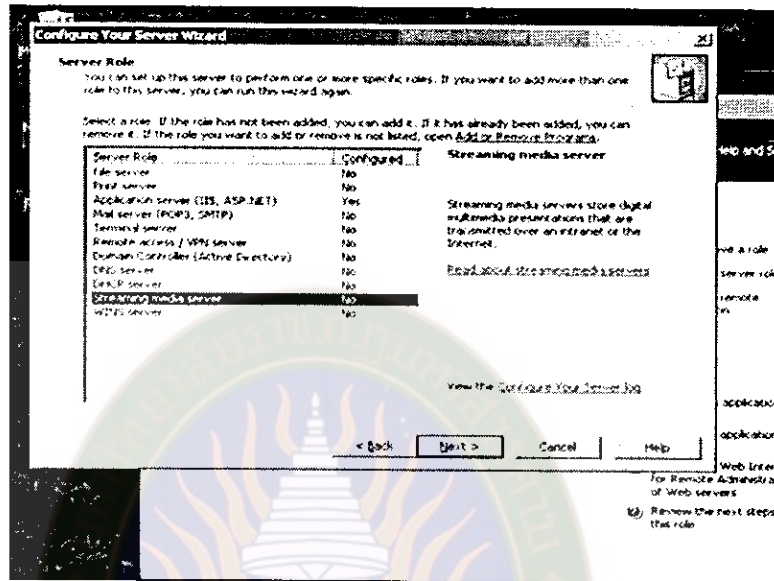 Configure Your Server Wizard
Server Role
You can set up this server to perform one or more specific roles. If you want to add more than one
role to this server, you can run this wizard again.
Select a role. If the role has not been added, you can add it. If it has already been added, you can
remove it. If the role you want to add or remove is not listed, open Add or Remove Programs.
Server Role Configured
File server No
Print server No
Application server (IIS, ASP.NET) Yes
Mail server (POP3, SMTP) No
Terminal server No
Remote access / VPN server No
Domain Controller (Active Directory) No
DNS server No
DHCP server No
Streaming media server No
WINS server No
Streaming media server
Streaming media servers store digital
multimedia presentations that are
transmitted over an intranet or the
Internet.
Read about streaming media servers
View the Configure Your Server log
< Back Next > Cancel Help
Help and S
ve a role
server rol
remote
applicatio
application
Web Inter
for Remote Administra
of Web servers
Review the next steps
this role